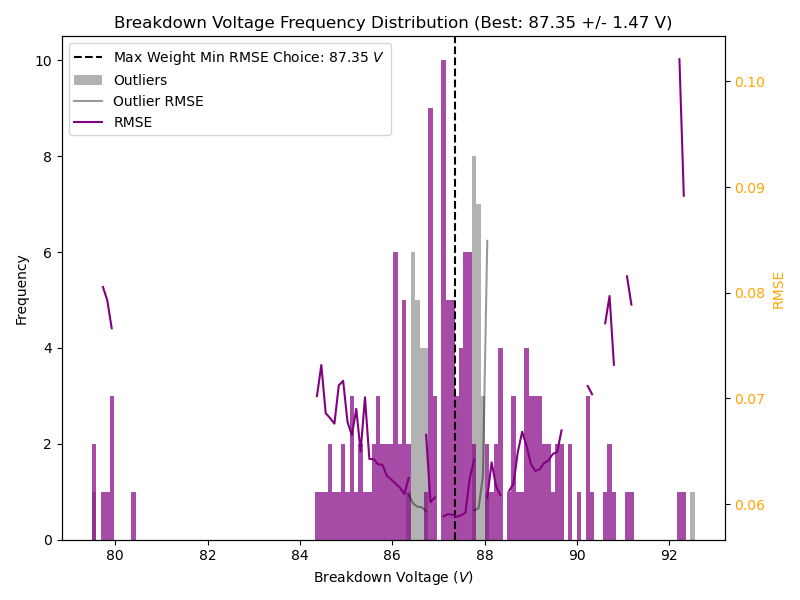 Breakdown Voltage Frequency Distribution (Best: 87.35 +/- 1.47 V)
Max Weight Min RMSE Choice: 87.35 V
Outliers
Outlier RMSE
RMSE
Frequency
10
8
6
4
2
0
0.10
0.09
0.08
0.07
0.06
RMSE
80
82
84
86
88
90
92
Breakdown Voltage (V)